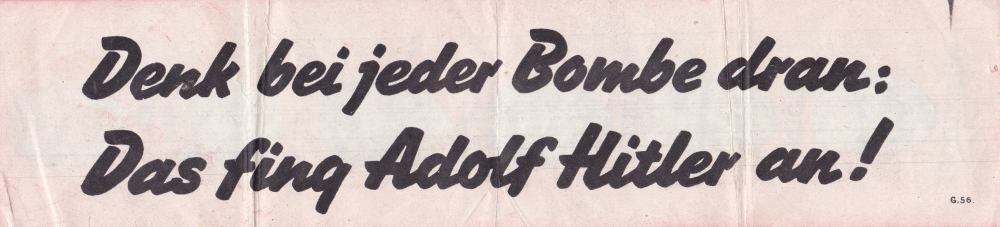 Denk bei jeder Bombe dran:
Das fing Adolf Hitler an!
G.56.